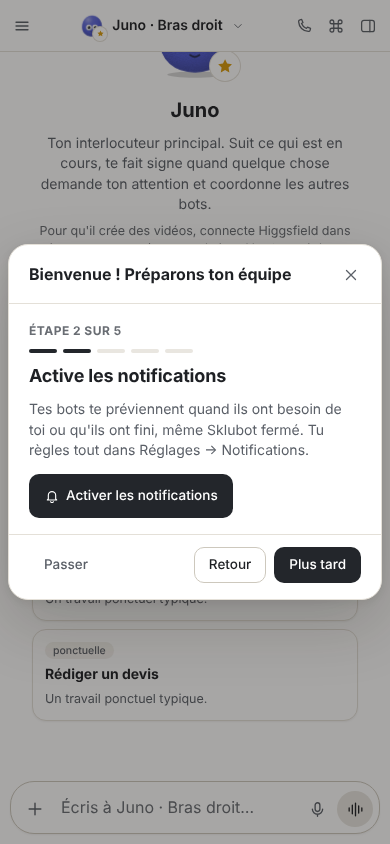 Juno · Bras droit
Juno
Ton interlocuteur principal. Suit ce qui est en
cours, te fait signe quand quelque chose
demande ton attention et coordonne les autres
bots.
Pour qu'il crée des vidéos, connecte Higgsfield dans
Bienvenue ! Préparons ton équipe
ÉTAPE 2 SUR 5
Active les notifications
Tes bots te préviennent quand ils ont besoin de
toi ou qu'ils ont fini, même Sklubot fermé. Tu
règles tout dans Réglages → Notifications.
Activer les notifications
Passer
Retour
Plus tard
Un travail ponctuel typique.
ponctuelle
Rédiger un devis
Un travail ponctuel typique.
Écris à Juno · Bras droit...